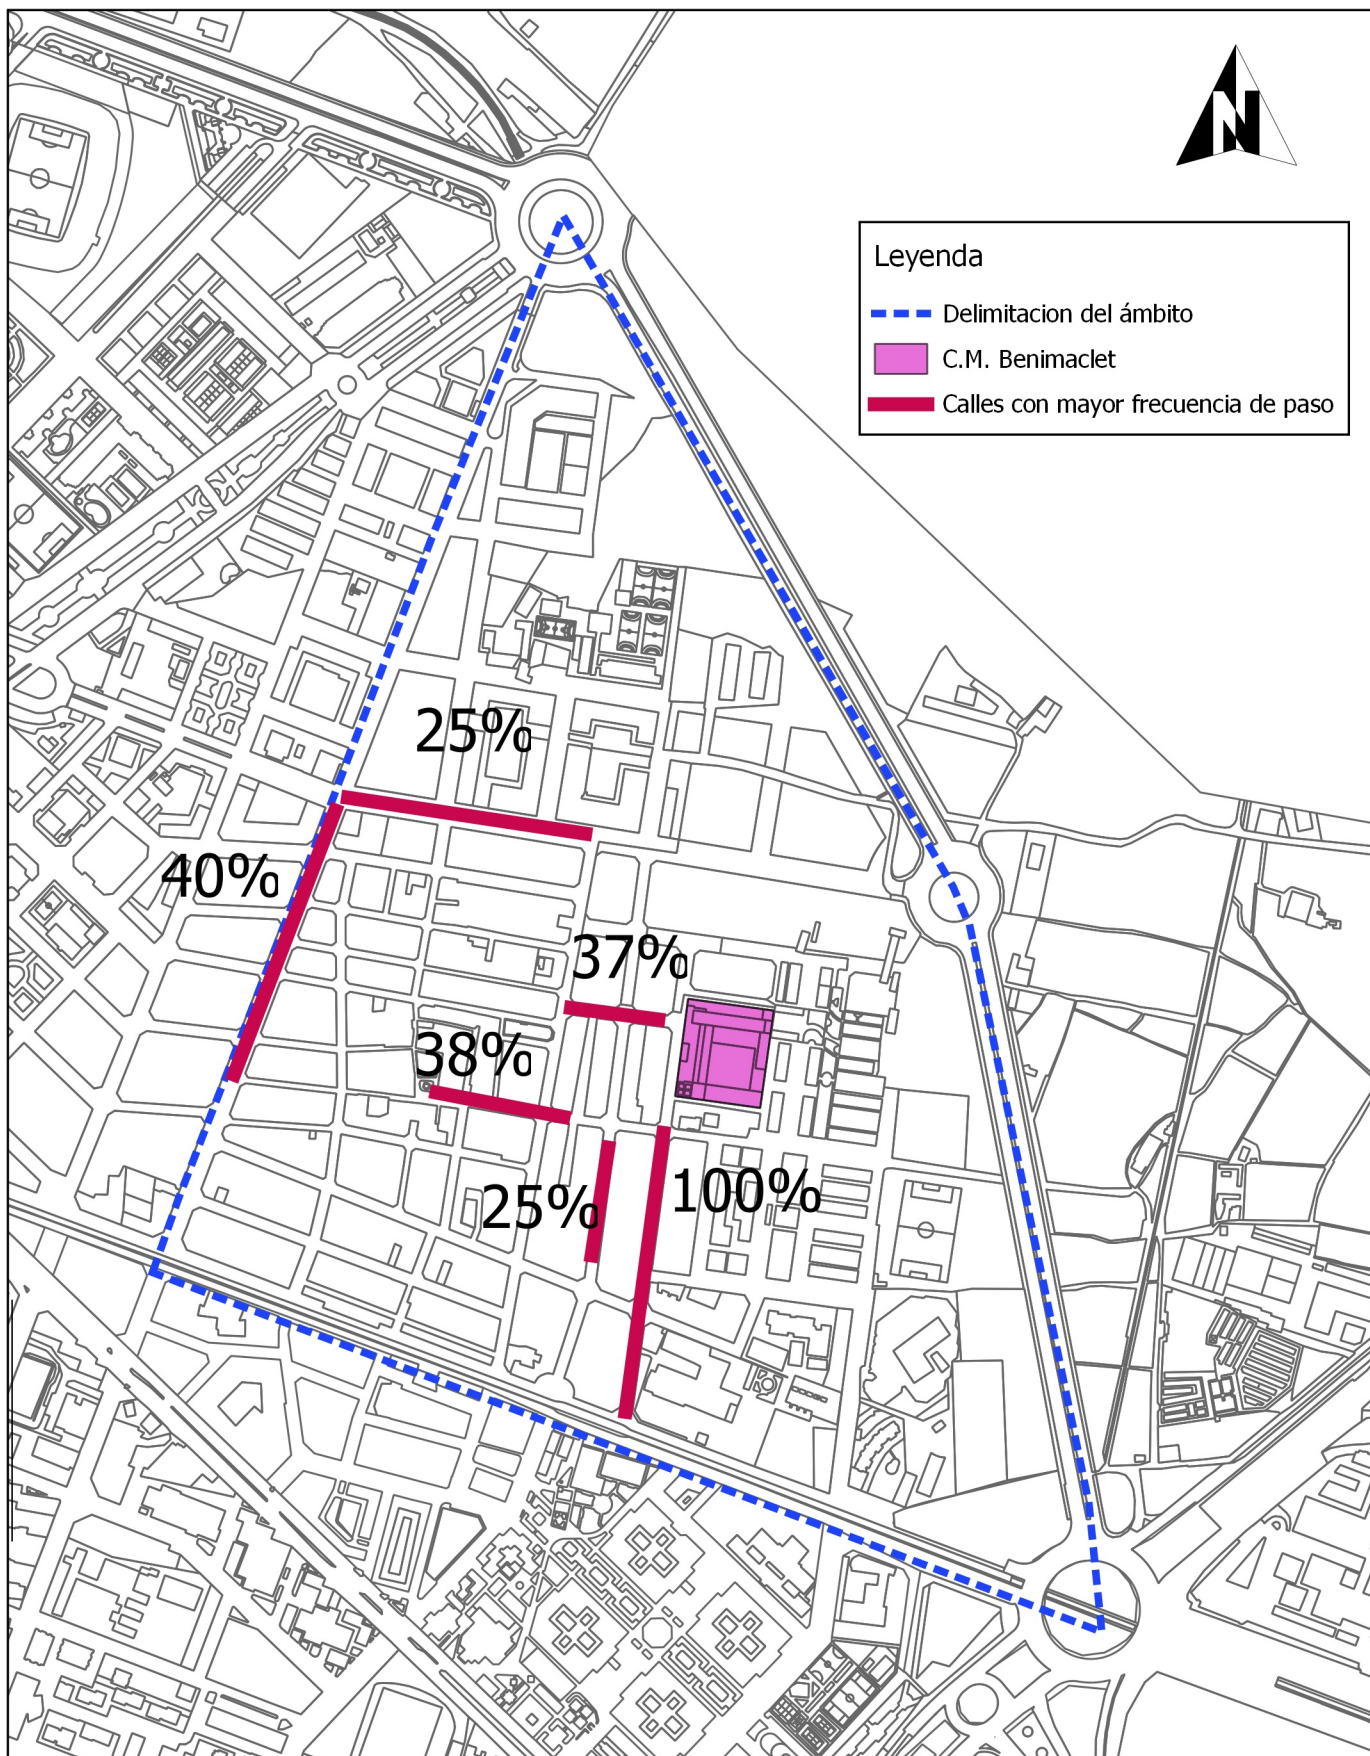 N
Leyenda
Delimitacion del ámbito
C.M. Benimaclet
Calles con mayor frecuencia de paso
25%
40%
37%
38%
25%
100%